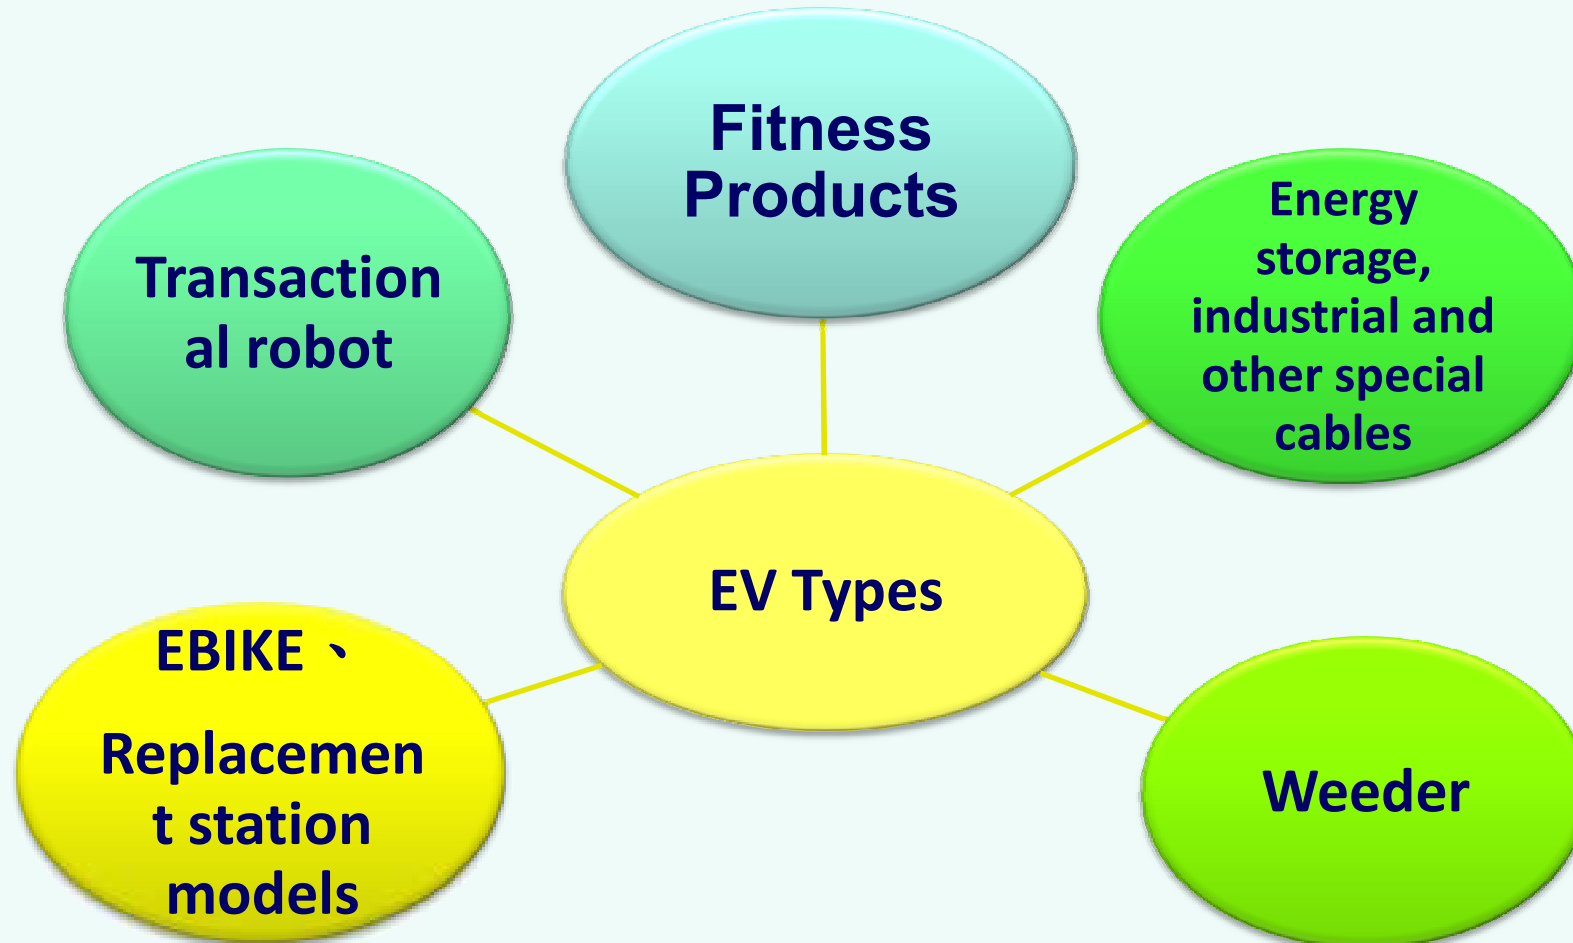 Fitness
Products
Transaction
al robot
Energy
storage,
industrial and
other special
cables
EV Types
EBIKE、
Replacemen
t station
models
Weeder